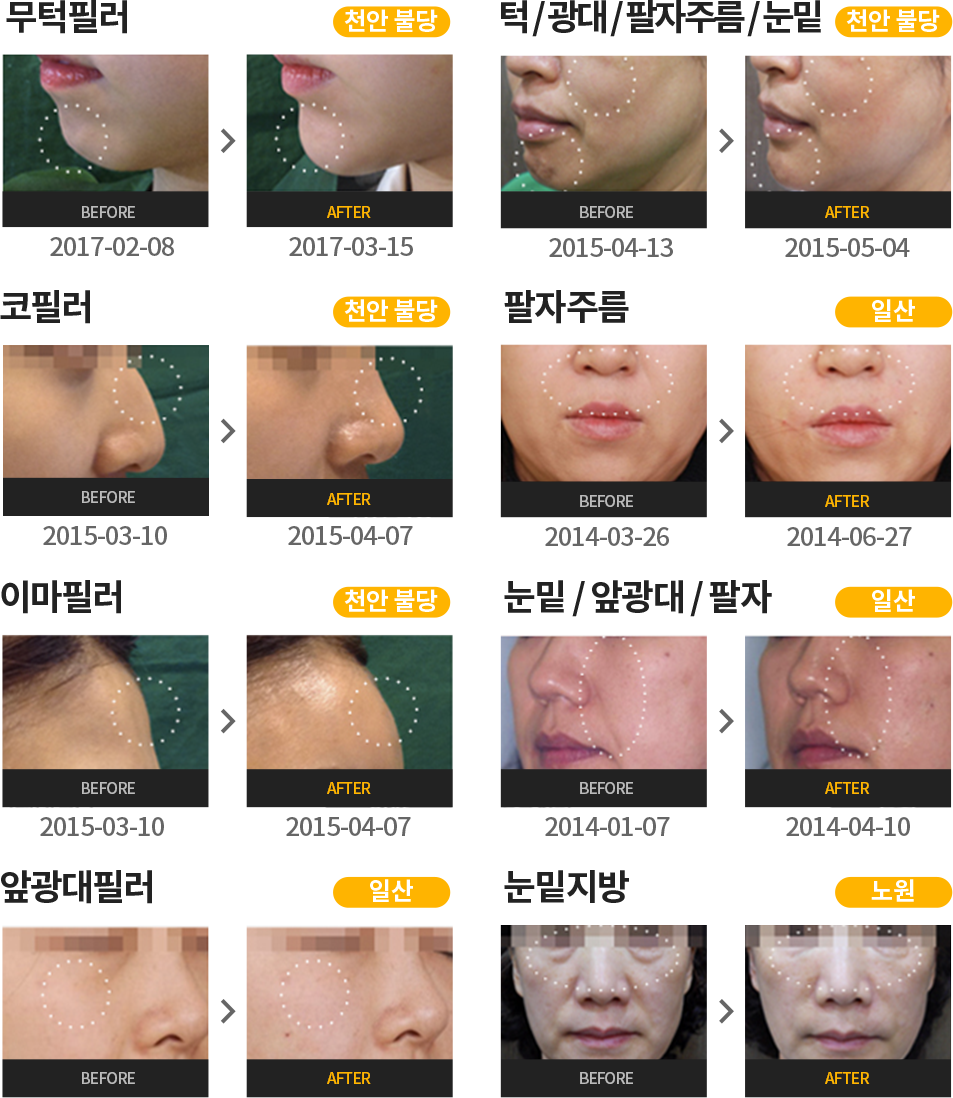 무턱필러 천안 불당
BEFORE AFTER
2017-02-08 2017-03-15
턱/광대/팔자주름/눈밑 천안 불당
BEFORE AFTER
2015-04-13 2015-05-04
코필러 천안 불당
BEFORE AFTER
2015-03-10 2015-04-07
팔자주름 일산
BEFORE AFTER
2014-03-26 2014-06-27
이마필러 천안 불당
BEFORE AFTER
2015-03-10 2015-04-07
눈밑 / 앞광대 / 팔자 일산
BEFORE AFTER
2014-01-07 2014-04-10
앞광대필러 일산
BEFORE AFTER
눈밑지방 노원
BEFORE AFTER